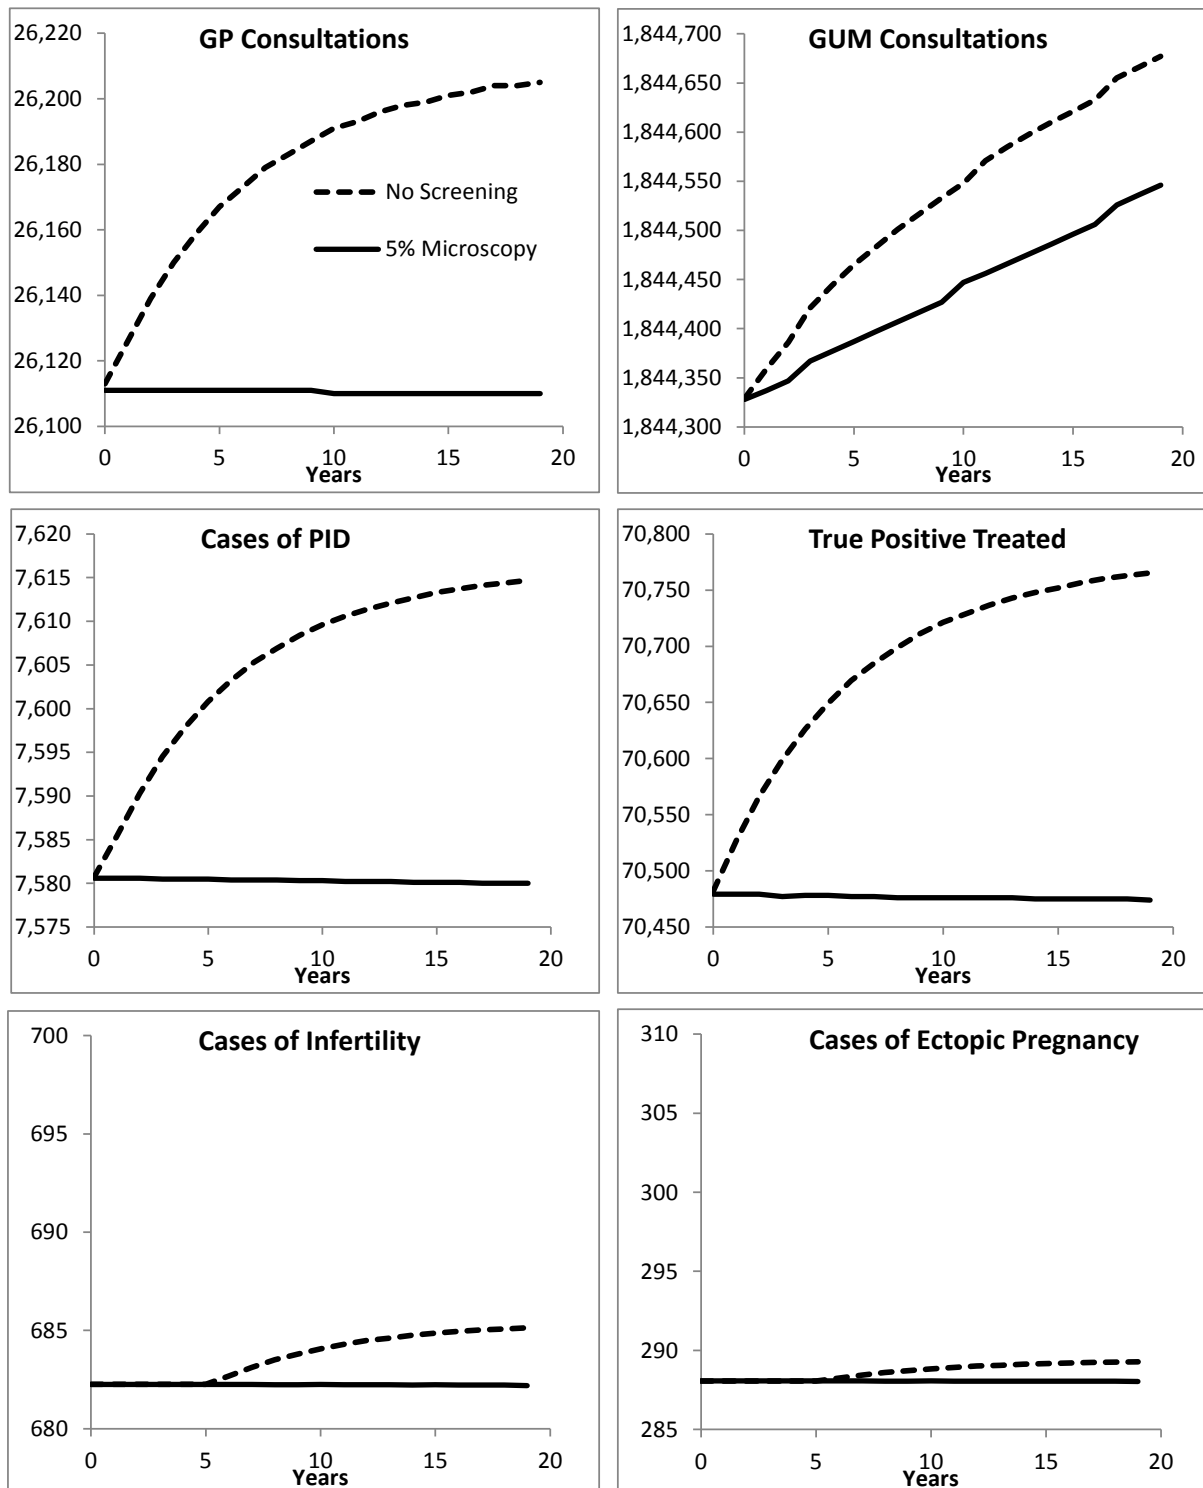 GP Consultations
26,220
26,200
26,180
26,160
26,140
26,120
26,100
No Screening
5% Microscopy
0 5 10 15 20
Years
GUM Consultations
1,844,700
1,844,650
1,844,600
1,844,550
1,844,500
1,844,450
1,844,400
1,844,350
1,844,300
0 5 10 15 20
Years
Cases of PID
7,620
7,615
7,610
7,605
7,600
7,595
7,590
7,585
7,580
7,575
0 5 10 15 20
Years
True Positive Treated
70,800
70,750
70,700
70,650
70,600
70,550
70,500
70,450
0 5 10 15 20
Years
Cases of Infertility
700
695
690
685
680
0 5 10 15 20
Years
Cases of Ectopic Pregnancy
310
305
300
295
290
285
0 5 10 15 20
Years